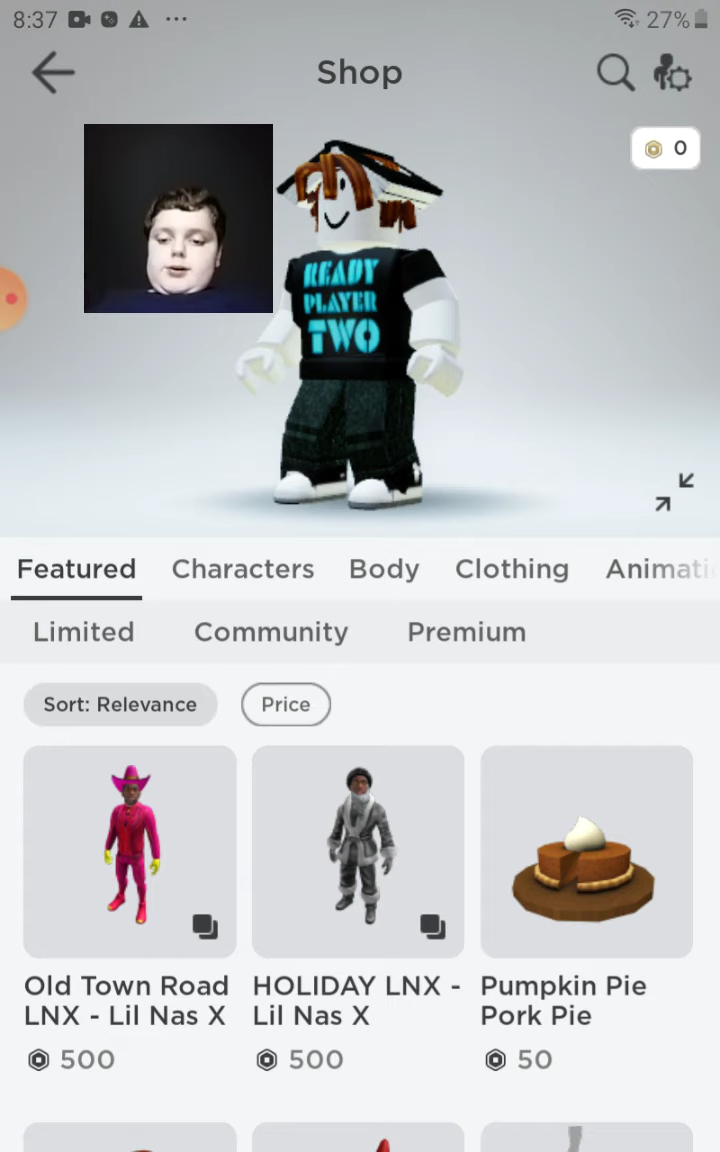 8:37
27%
Shop
0
READY
PLAYER
TWO
Featured Characters Body Clothing Animati
Limited Community Premium
Sort: Relevance Price
Old Town Road
LNX - Lil Nas X
500
HOLIDAY LNX -
Lil Nas X
500
Pumpkin Pie
Pork Pie
50